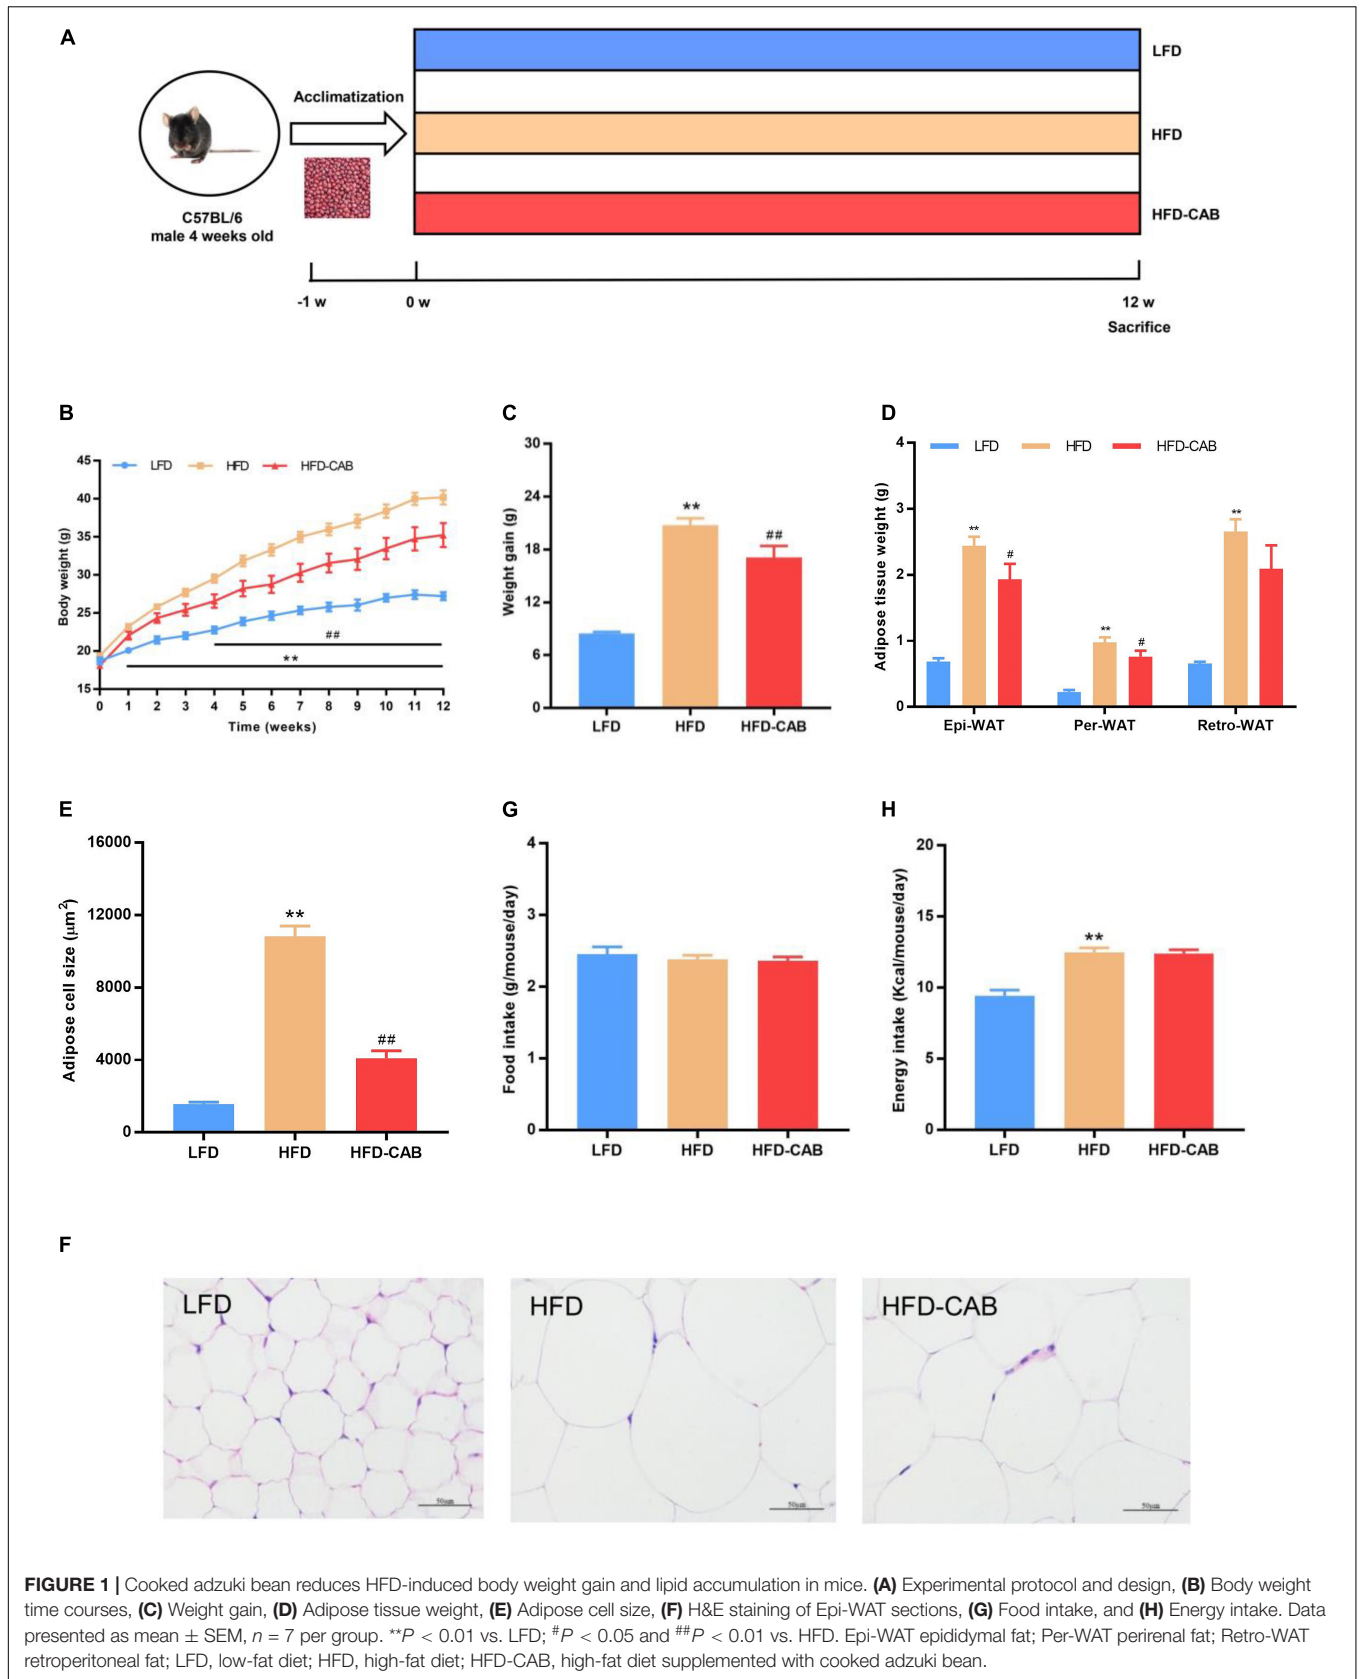 A
LFD
Acclimatization
HFD
C57BL/6
male 4 weeks old
HFD-CAB
-1 w
0 w
12 w
Sacrifice
B
LFD
HFD
HFD-CAB
Body weight (g)
45
40
35
30
25
20
15
##
**
0 1 2 3 4 5 6 7 8 9 10 11 12
Time (weeks)
C
Weight gain (g)
30
24
18
12
6
0
**
##
LFD HFD HFD-CAB
D
LFD
HFD
HFD-CAB
Adipose tissue weight (g)
4
3
2
1
0
**
#
**
#
**
Epi-WAT Per-WAT Retro-WAT
E
Adipose cell size (μm²)
16000
12000
8000
4000
0
**
##
LFD HFD HFD-CAB
G
Food intake (g/mouse/day)
4
3
2
1
0
LFD HFD HFD-CAB
H
Energy intake (Kcal/mouse/day)
20
15
10
5
0
**
LFD HFD HFD-CAB
F
LFD
50μm
HFD
50μm
HFD-CAB
50μm
FIGURE 1 | Cooked adzuki bean reduces HFD-induced body weight gain and lipid accumulation in mice. (A) Experimental protocol and design, (B) Body weight
time courses, (C) Weight gain, (D) Adipose tissue weight, (E) Adipose cell size, (F) H&E staining of Epi-WAT sections, (G) Food intake, and (H) Energy intake. Data
presented as mean ± SEM, n = 7 per group. **P < 0.01 vs. LFD; #P < 0.05 and ##P < 0.01 vs. HFD. Epi-WAT epididymal fat; Per-WAT perirenal fat; Retro-WAT
retroperitoneal fat; LFD, low-fat diet; HFD, high-fat diet; HFD-CAB, high-fat diet supplemented with cooked adzuki bean.